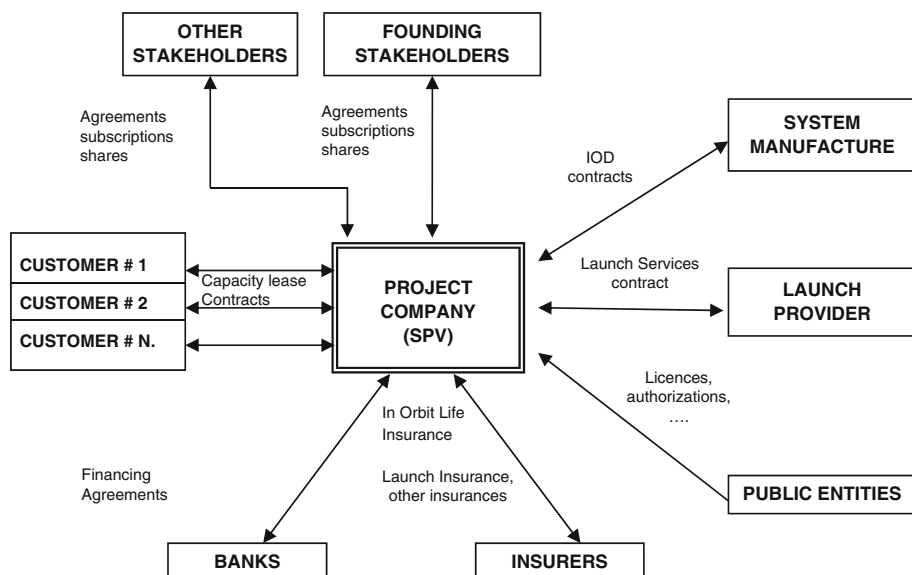 OTHER
STAKEHOLDERS
FOUNDING
STAKEHOLDERS
Agreements
subscriptions
shares
Agreements
subscriptions
shares
SYSTEM
MANUFACTURE
IOD
contracts
CUSTOMER # 1
CUSTOMER # 2
CUSTOMER # N.
Capacity lease
Contracts
PROJECT
COMPANY
(SPV)
Launch Services
contract
LAUNCH
PROVIDER
Licences,
authorizations,
....
In Orbit Life
Insurance
Financing
Agreements
Launch Insurance,
other insurances
PUBLIC ENTITIES
BANKS
INSURERS